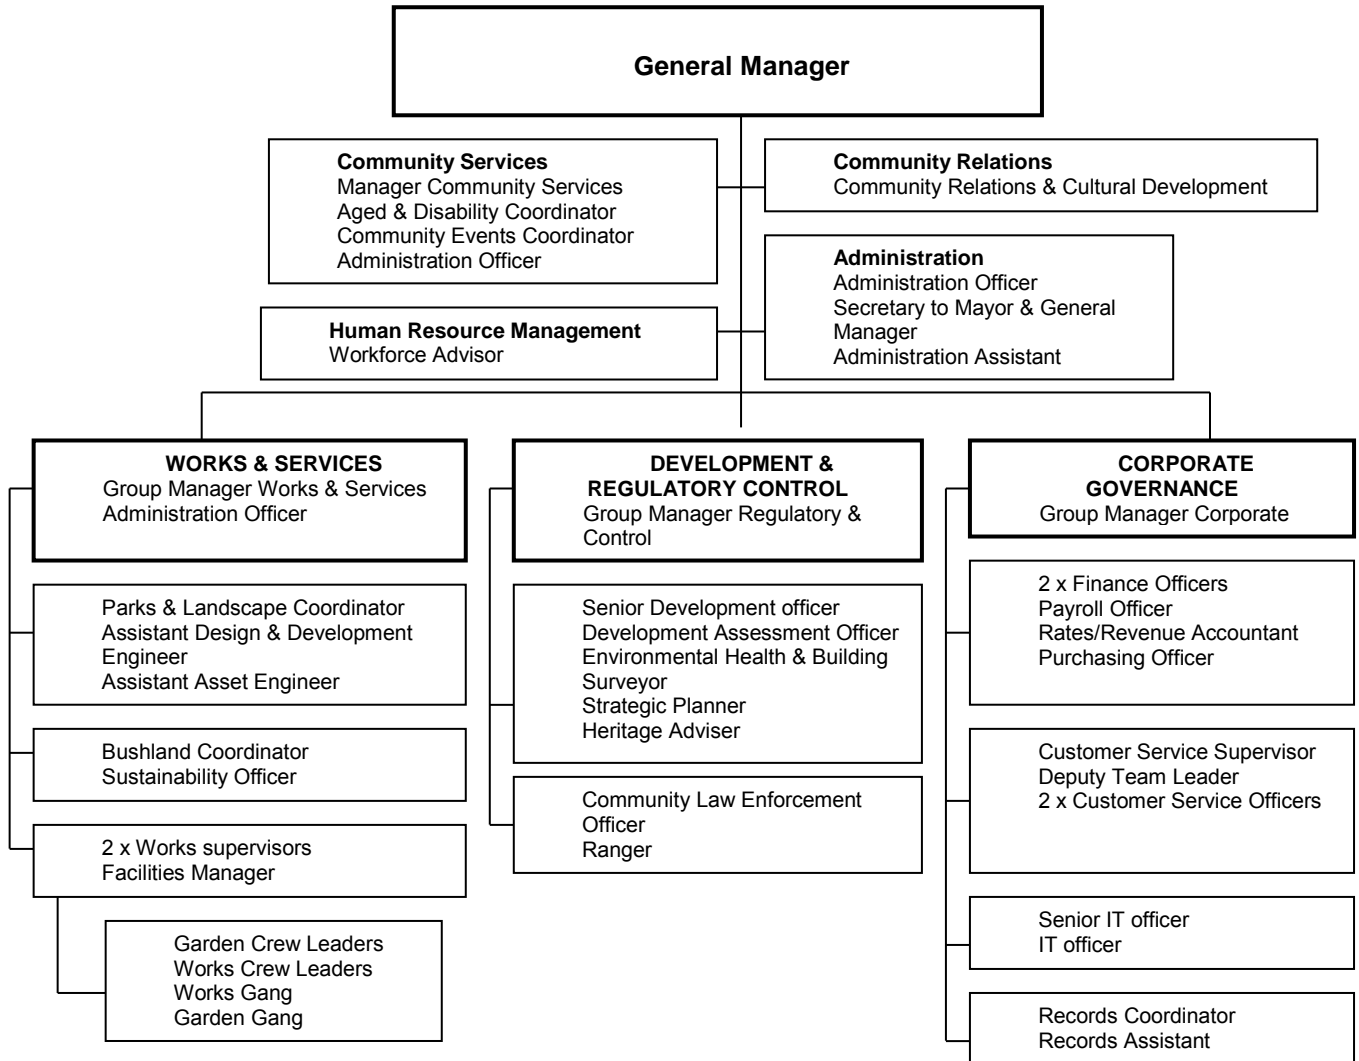 General Manager
Community Services
Manager Community Services
Aged & Disability Coordinator
Community Events Coordinator
Administration Officer
Community Relations
Community Relations & Cultural Development
Administration
Administration Officer
Secretary to Mayor & General
Manager
Administration Assistant
Human Resource Management
Workforce Advisor
WORKS & SERVICES
Group Manager Works & Services
Administration Officer
Parks & Landscape Coordinator
Assistant Design & Development
Engineer
Assistant Asset Engineer
Bushland Coordinator
Sustainability Officer
2 x Works supervisors
Facilities Manager
Garden Crew Leaders
Works Crew Leaders
Works Gang
Garden Gang
DEVELOPMENT &
REGULATORY CONTROL
Group Manager Regulatory &
Control
Senior Development officer
Development Assessment Officer
Environmental Health & Building
Surveyor
Strategic Planner
Heritage Adviser
Community Law Enforcement
Officer
Ranger
CORPORATE
GOVERNANCE
Group Manager Corporate
2 x Finance Officers
Payroll Officer
Rates/Revenue Accountant
Purchasing Officer
Customer Service Supervisor
Deputy Team Leader
2 x Customer Service Officers
Senior IT officer
IT officer
Records Coordinator
Records Assistant